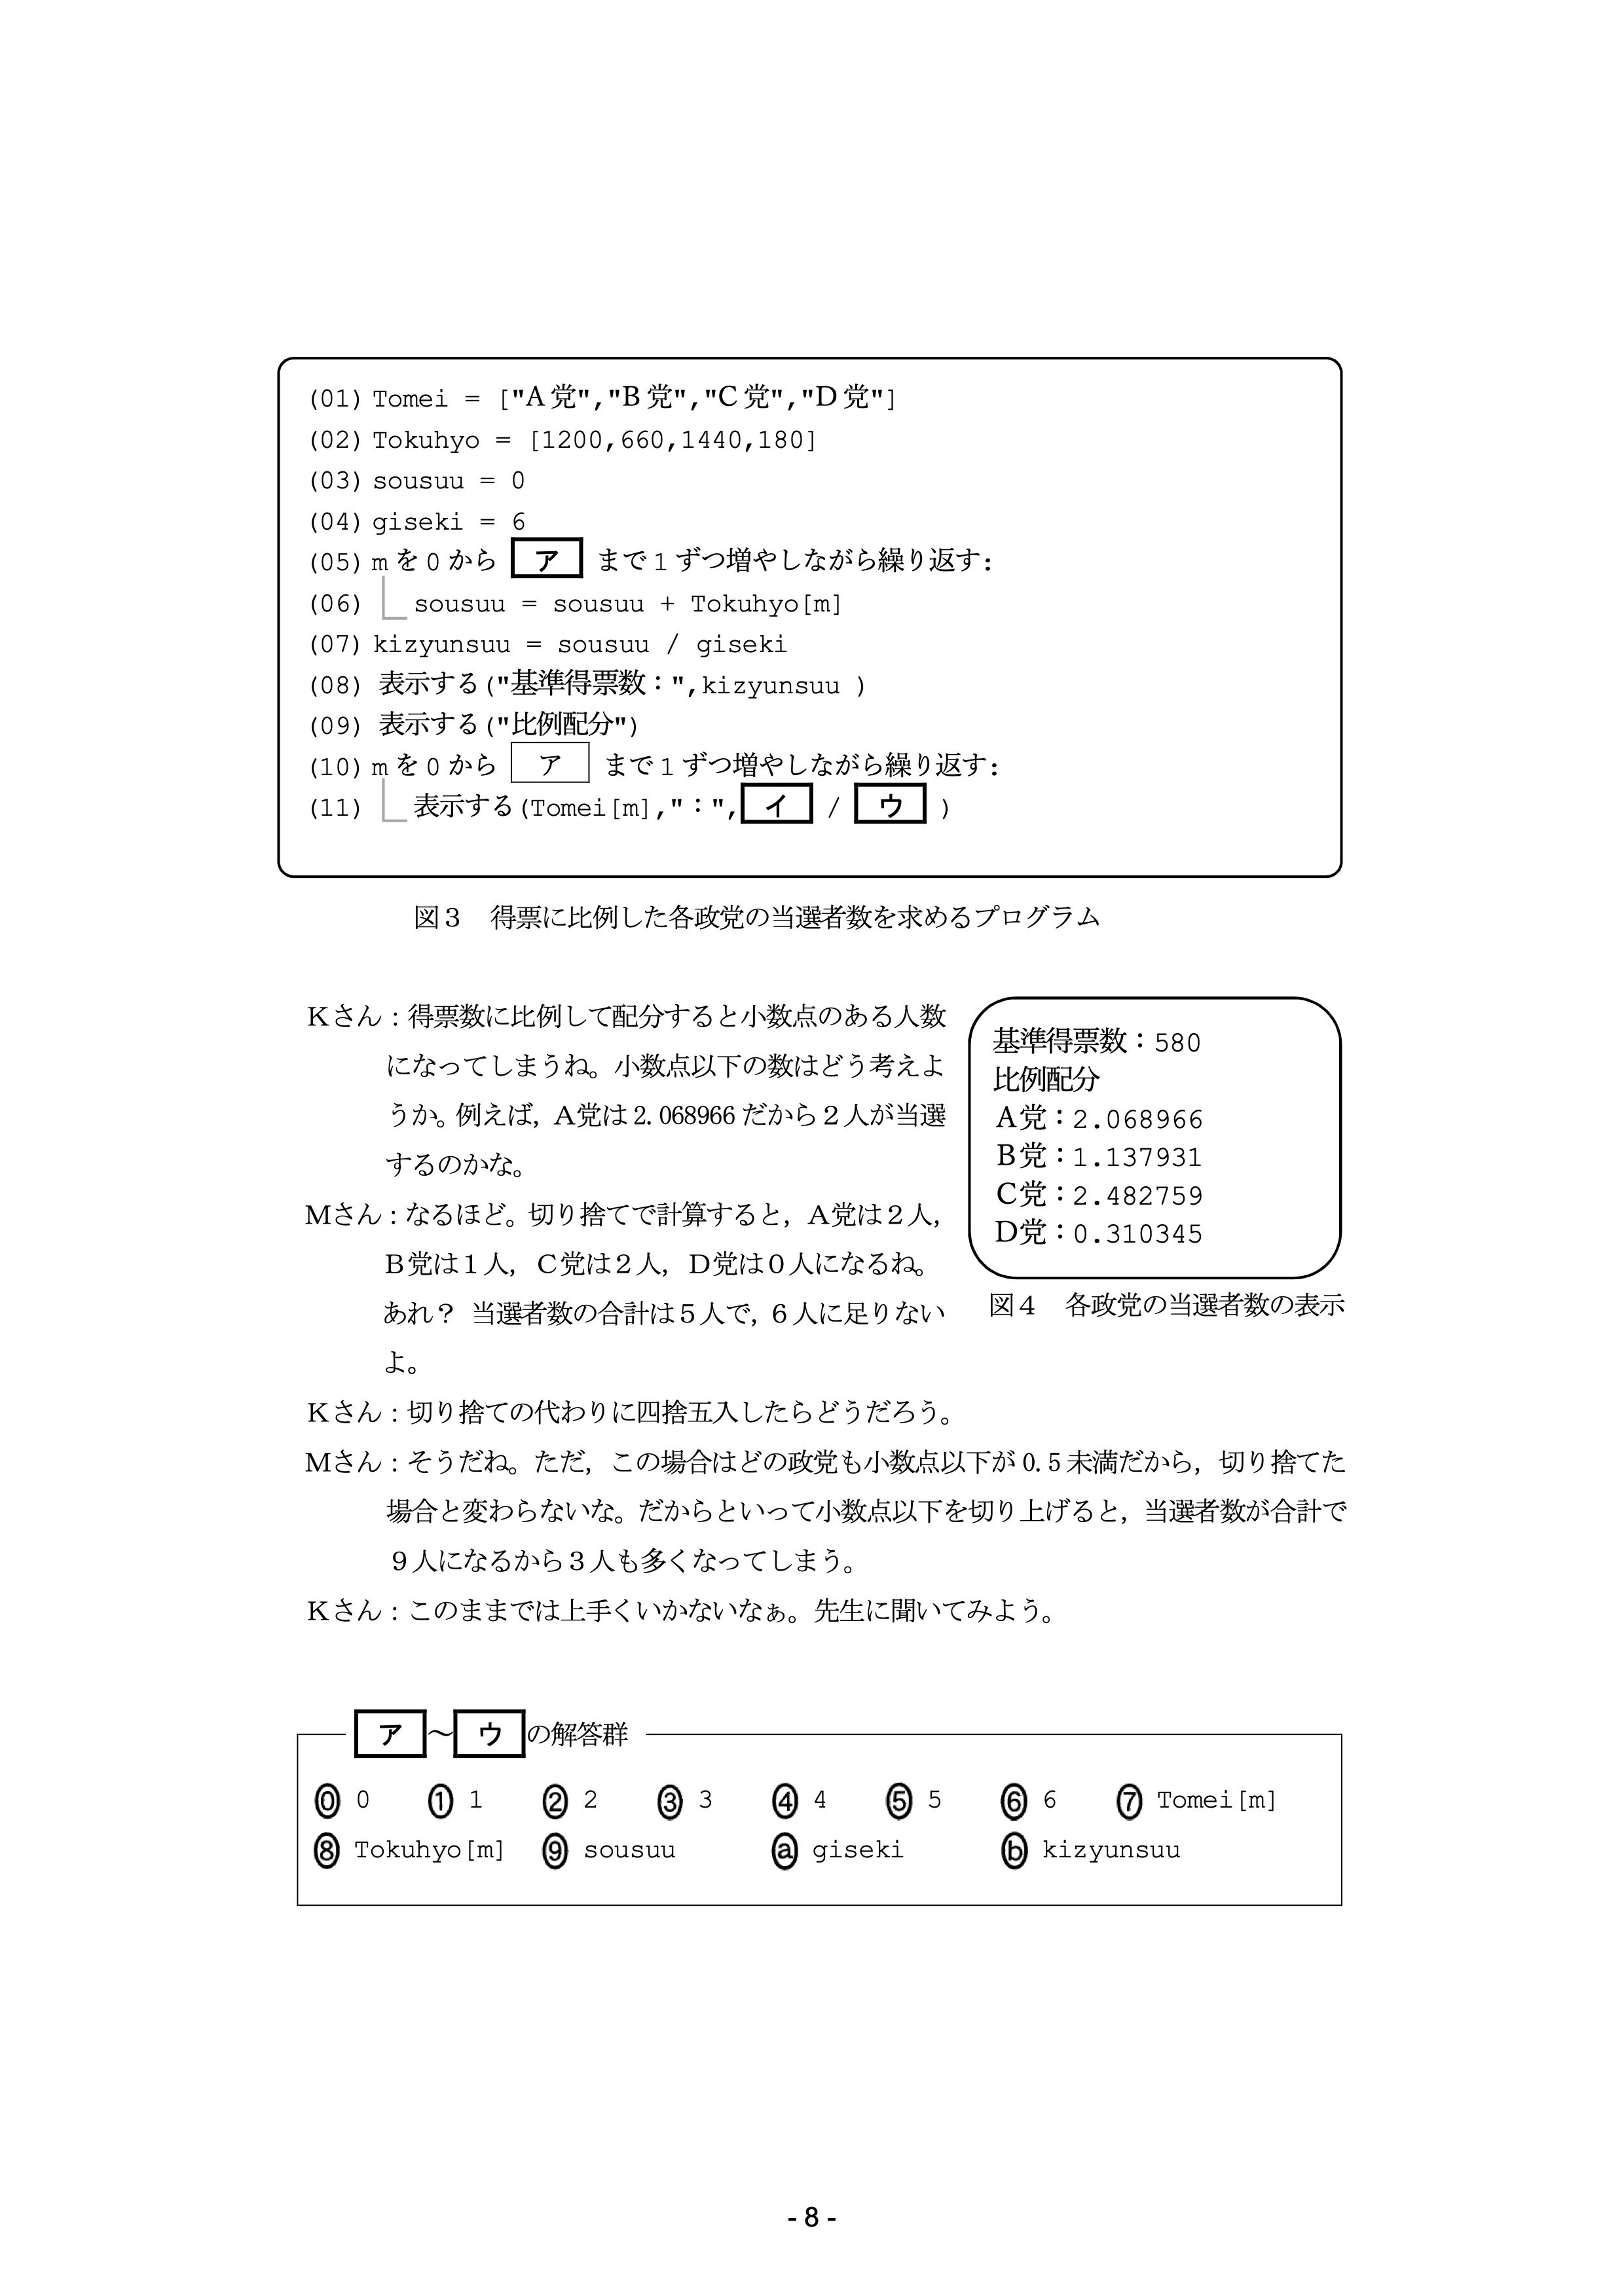 (01) Tomei = ["A党","B党","C党","D党"]
(02) Tokuhyo = [1200,660,1440,180]
(03) sousuu = 0
(04) giseki = 6
(05) mを0から ア まで1ずつ増やしながら繰り返す:
(06) sousuu = sousuu + Tokuhyo[m]
(07) kizyunsuu = sousuu / giseki
(08) 表示する("基準得票数：",kizyunsuu )
(09) 表示する("比例配分")
(10) mを0から ア まで1ずつ増やしながら繰り返す:
(11) 表示する(Tomei[m],"：", イ / ウ )
図3　得票に比例した各政党の当選者数を求めるプログラム
Kさん：得票数に比例して配分すると小数点のある人数
になってしまうね。小数点以下の数はどう考えよ
うか。例えば，A党は2.068966だから2人が当選
するのかな。
Mさん：なるほど。切り捨てで計算すると，A党は2人，
B党は1人，C党は2人，D党は0人になるね。
あれ？ 当選者数の合計は5人で，6人に足りない
よ。
基準得票数：580
比例配分
A党：2.068966
B党：1.137931
C党：2.482759
D党：0.310345
図4　各政党の当選者数の表示
Kさん：切り捨ての代わりに四捨五入したらどうだろう。
Mさん：そうだね。ただ，この場合はどの政党も小数点以下が0.5未満だから，切り捨てた
場合と変わらないな。だからといって小数点以下を切り上げると，当選者数が合計で
9人になるから3人も多くなってしまう。
Kさん：このままでは上手くいかないなぁ。先生に聞いてみよう。
ア～ウの解答群
⓪ 0 ① 1 ② 2 ③ 3 ④ 4 ⑤ 5 ⑥ 6 ⑦ Tomei[m]
⑧ Tokuhyo[m] ⑨ sousuu ⓐ giseki ⓑ kizyunsuu
- 8 -